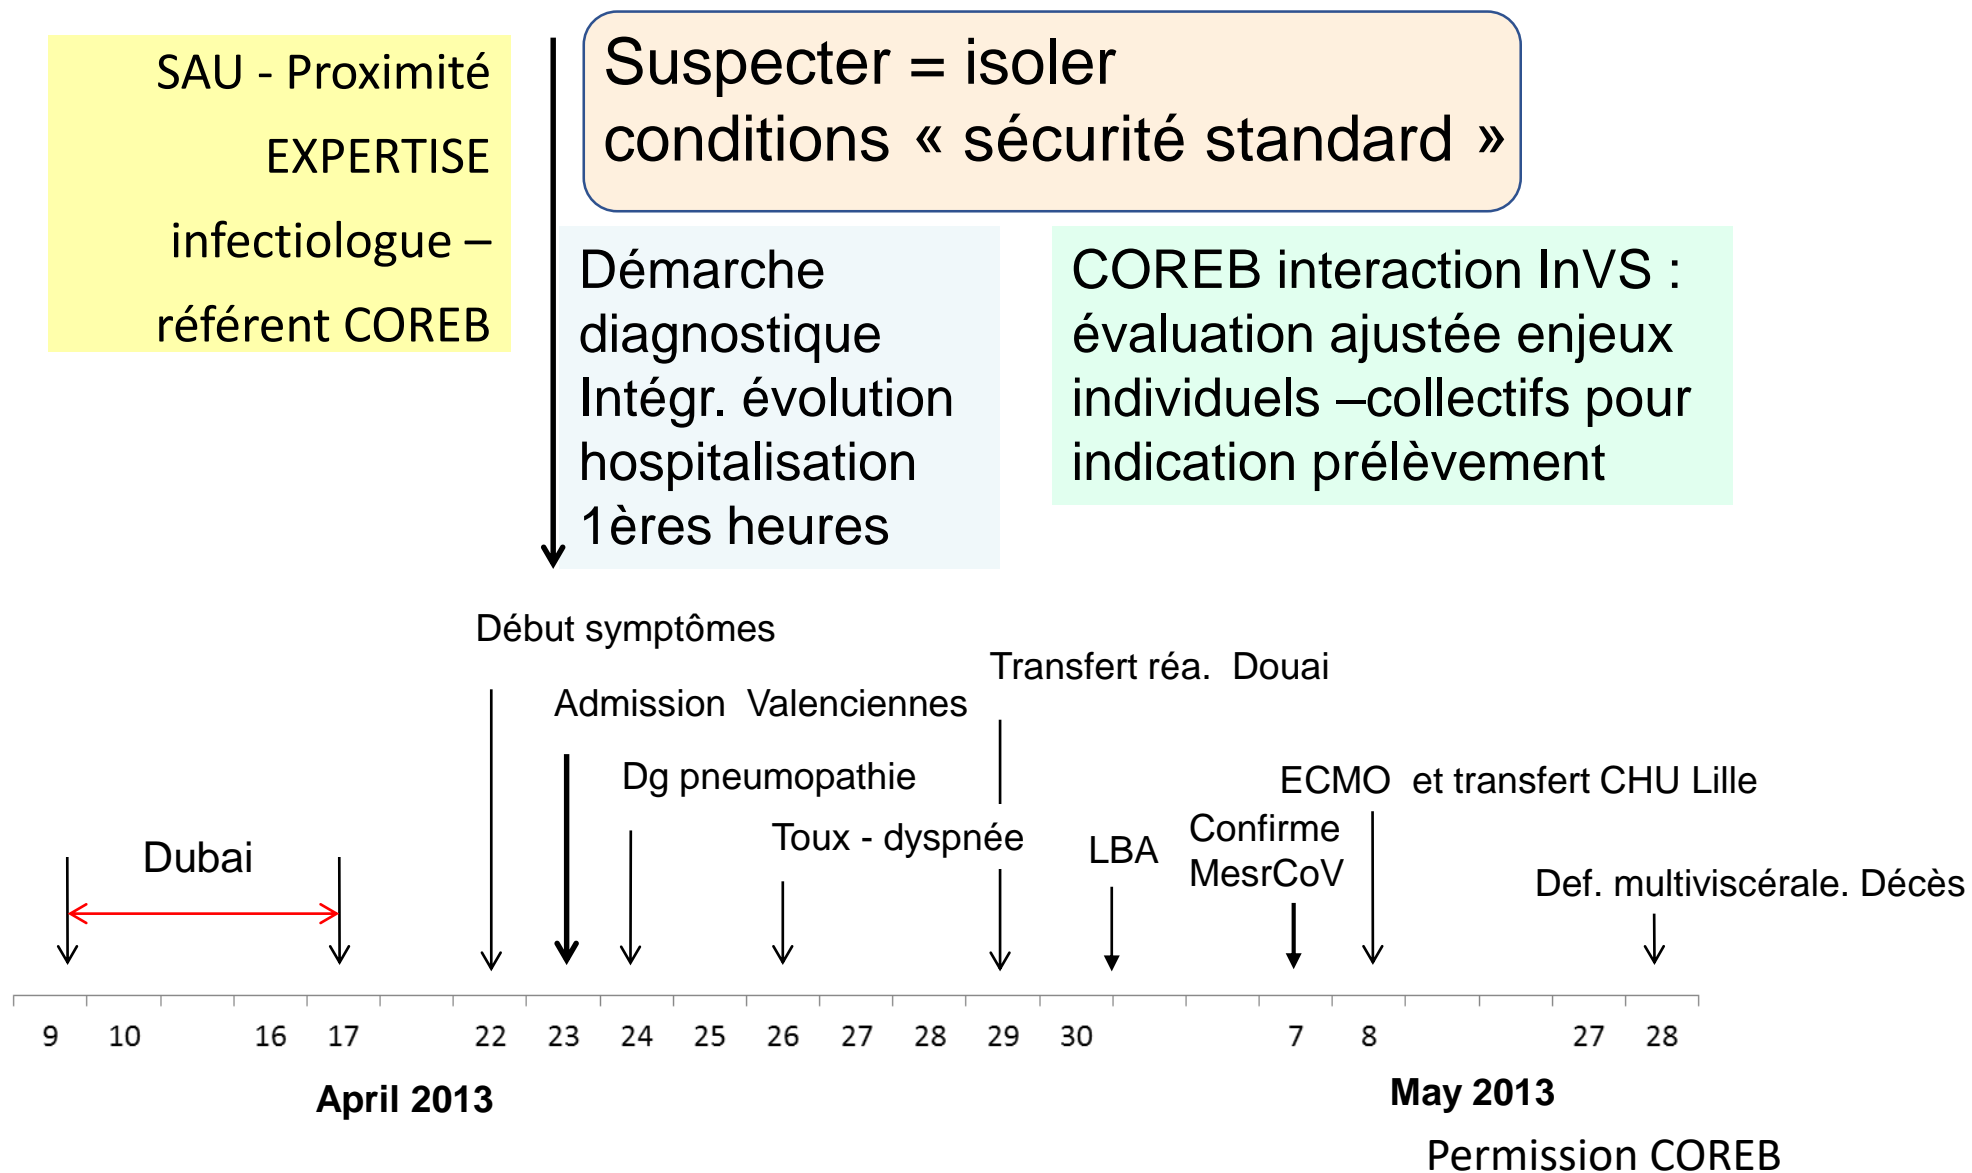 SAU - Proximité
EXPERTISE
infectiologue –
référent COREB
Suspecter = isoler
conditions « sécurité standard »
Démarche
diagnostique
Intégr. évolution
hospitalisation
1ères heures
COREB interaction InVS :
évaluation ajustée enjeux
individuels –collectifs pour
indication prélèvement
Début symptômes
Transfert réa. Douai
Admission Valenciennes
Dg pneumopathie
ECMO et transfert CHU Lille
Toux - dyspnée
LBA
Confirme
MesrCoV
Dubai
Def. multiviscérale. Décès
9 10 16 17 22 23 24 25 26 27 28 29 30 7 8 27 28
April 2013
May 2013
Permission COREB